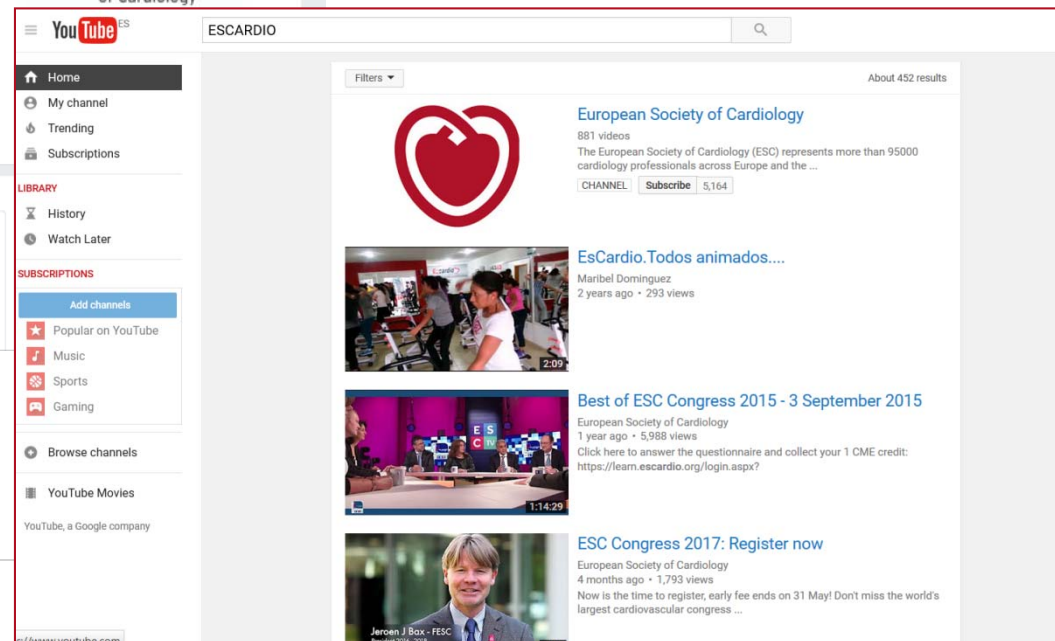 of Cardiology
YouTube ES
ESCARDIO
Home
My channel
Trending
Subscriptions
LIBRARY
History
Watch Later
SUBSCRIPTIONS
Add channels
Popular on YouTube
Music
Sports
Gaming
Browse channels
YouTube Movies
YouTube, a Google company
Filters
About 452 results
European Society of Cardiology
881 videos
The European Society of Cardiology (ESC) represents more than 95000
cardiology professionals across Europe and the ...
CHANNEL Subscribe 5,164
EsCardio.Todos animados....
Maribel Dominguez
2 years ago • 293 views
2:09
Best of ESC Congress 2015 - 3 September 2015
European Society of Cardiology
1 year ago • 5,988 views
Click here to answer the questionnaire and collect your 1 CME credit:
https://learn.escardio.org/login.aspx?
E S
C TV
1:14:29
ESC Congress 2017: Register now
European Society of Cardiology
4 months ago • 1,793 views
Now is the time to register, early fee ends on 31 May! Don't miss the world's
largest cardiovascular congress ...
Jeroen J Bax - FESC